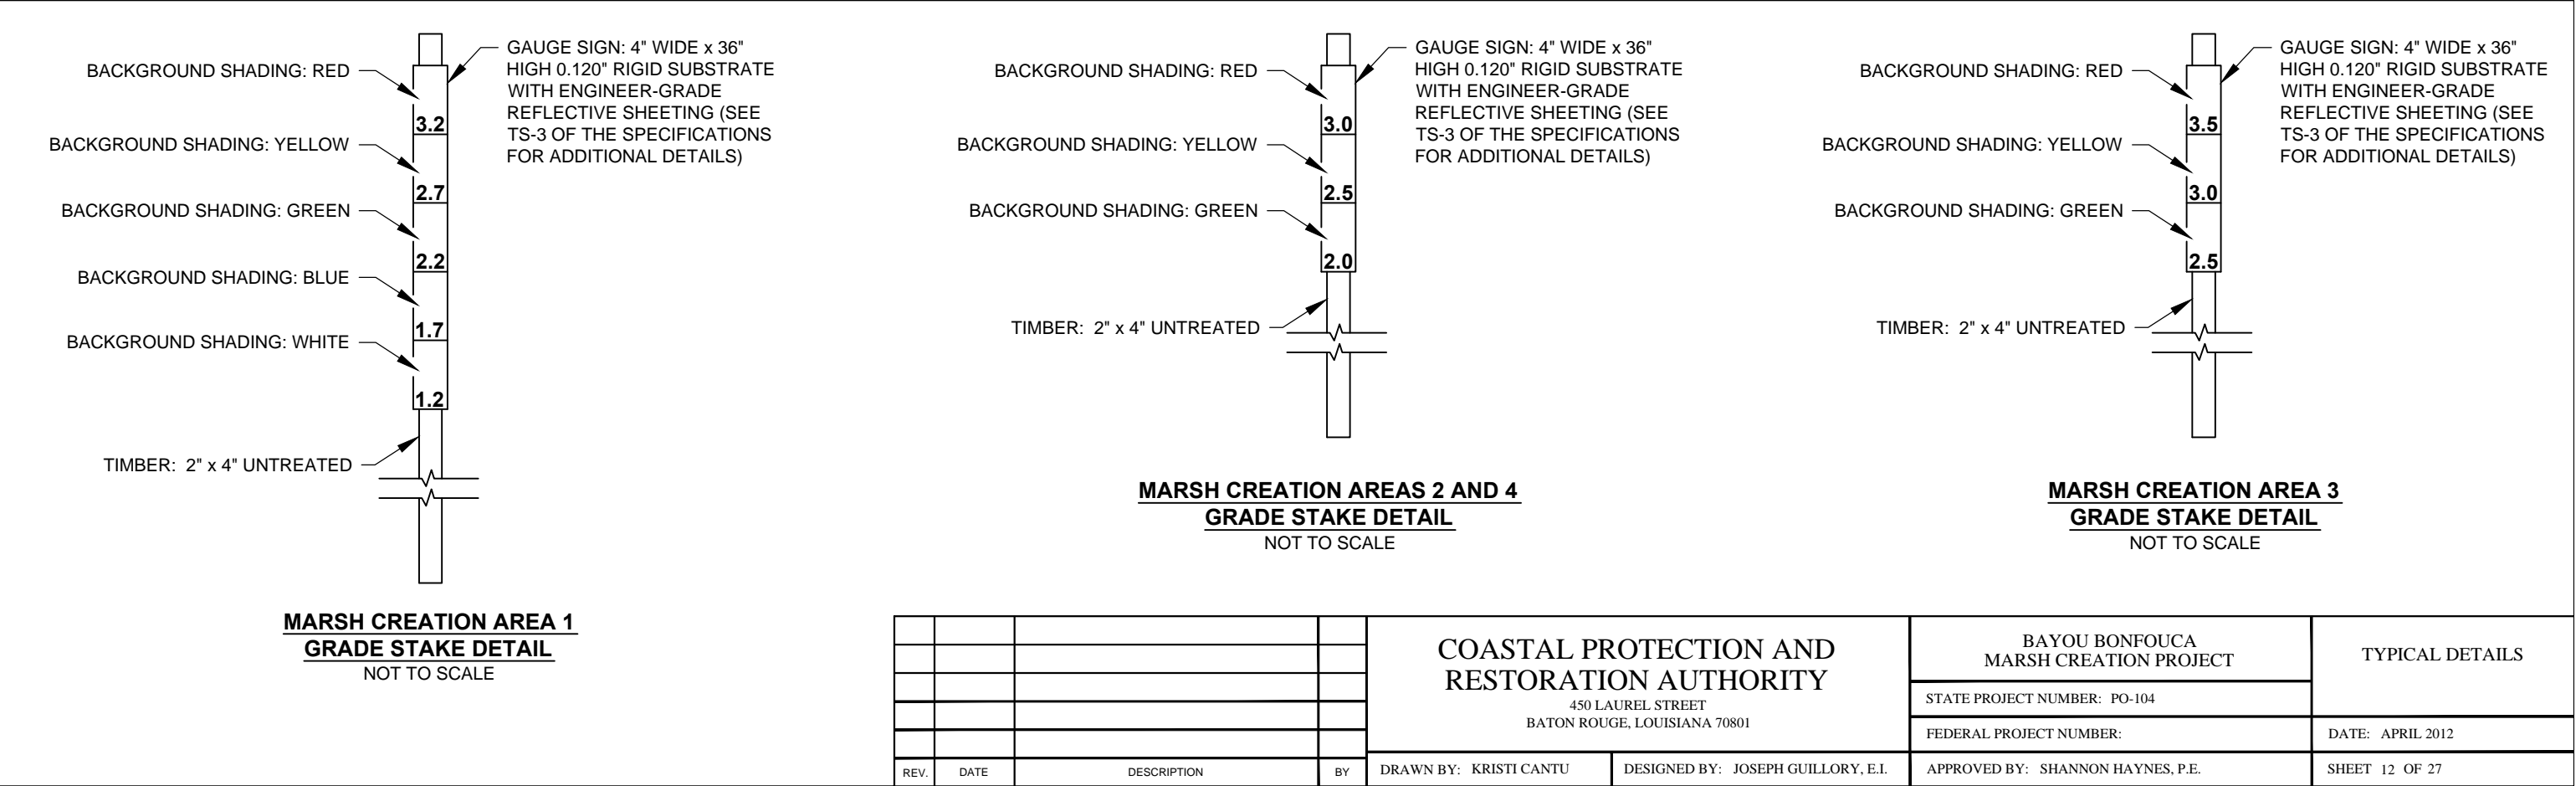 BACKGROUND SHADING: RED
BACKGROUND SHADING: YELLOW
BACKGROUND SHADING: GREEN
BACKGROUND SHADING: BLUE
BACKGROUND SHADING: WHITE
TIMBER: 2" x 4" UNTREATED
3.2
2.7
2.2
1.7
1.2
GAUGE SIGN: 4" WIDE x 36"
HIGH 0.120" RIGID SUBSTRATE
WITH ENGINEER-GRADE
REFLECTIVE SHEETING (SEE
TS-3 OF THE SPECIFICATIONS
FOR ADDITIONAL DETAILS)
MARSH CREATION AREA 1
GRADE STAKE DETAIL
NOT TO SCALE
BACKGROUND SHADING: RED
BACKGROUND SHADING: YELLOW
BACKGROUND SHADING: GREEN
TIMBER: 2" x 4" UNTREATED
3.0
2.5
2.0
GAUGE SIGN: 4" WIDE x 36"
HIGH 0.120" RIGID SUBSTRATE
WITH ENGINEER-GRADE
REFLECTIVE SHEETING (SEE
TS-3 OF THE SPECIFICATIONS
FOR ADDITIONAL DETAILS)
MARSH CREATION AREAS 2 AND 4
GRADE STAKE DETAIL
NOT TO SCALE
BACKGROUND SHADING: RED
BACKGROUND SHADING: YELLOW
BACKGROUND SHADING: GREEN
TIMBER: 2" x 4" UNTREATED
3.5
3.0
2.5
GAUGE SIGN: 4" WIDE x 36"
HIGH 0.120" RIGID SUBSTRATE
WITH ENGINEER-GRADE
REFLECTIVE SHEETING (SEE
TS-3 OF THE SPECIFICATIONS
FOR ADDITIONAL DETAILS)
MARSH CREATION AREA 3
GRADE STAKE DETAIL
NOT TO SCALE
REV. DATE DESCRIPTION BY
COASTAL PROTECTION AND
RESTORATION AUTHORITY
450 LAUREL STREET
BATON ROUGE, LOUISIANA 70801
DRAWN BY: KRISTI CANTU
DESIGNED BY: JOSEPH GUILLORY, E.I.
BAYOU BONFOUCA
MARSH CREATION PROJECT
STATE PROJECT NUMBER: PO-104
FEDERAL PROJECT NUMBER:
APPROVED BY: SHANNON HAYNES, P.E.
TYPICAL DETAILS
DATE: APRIL 2012
SHEET 12 OF 27